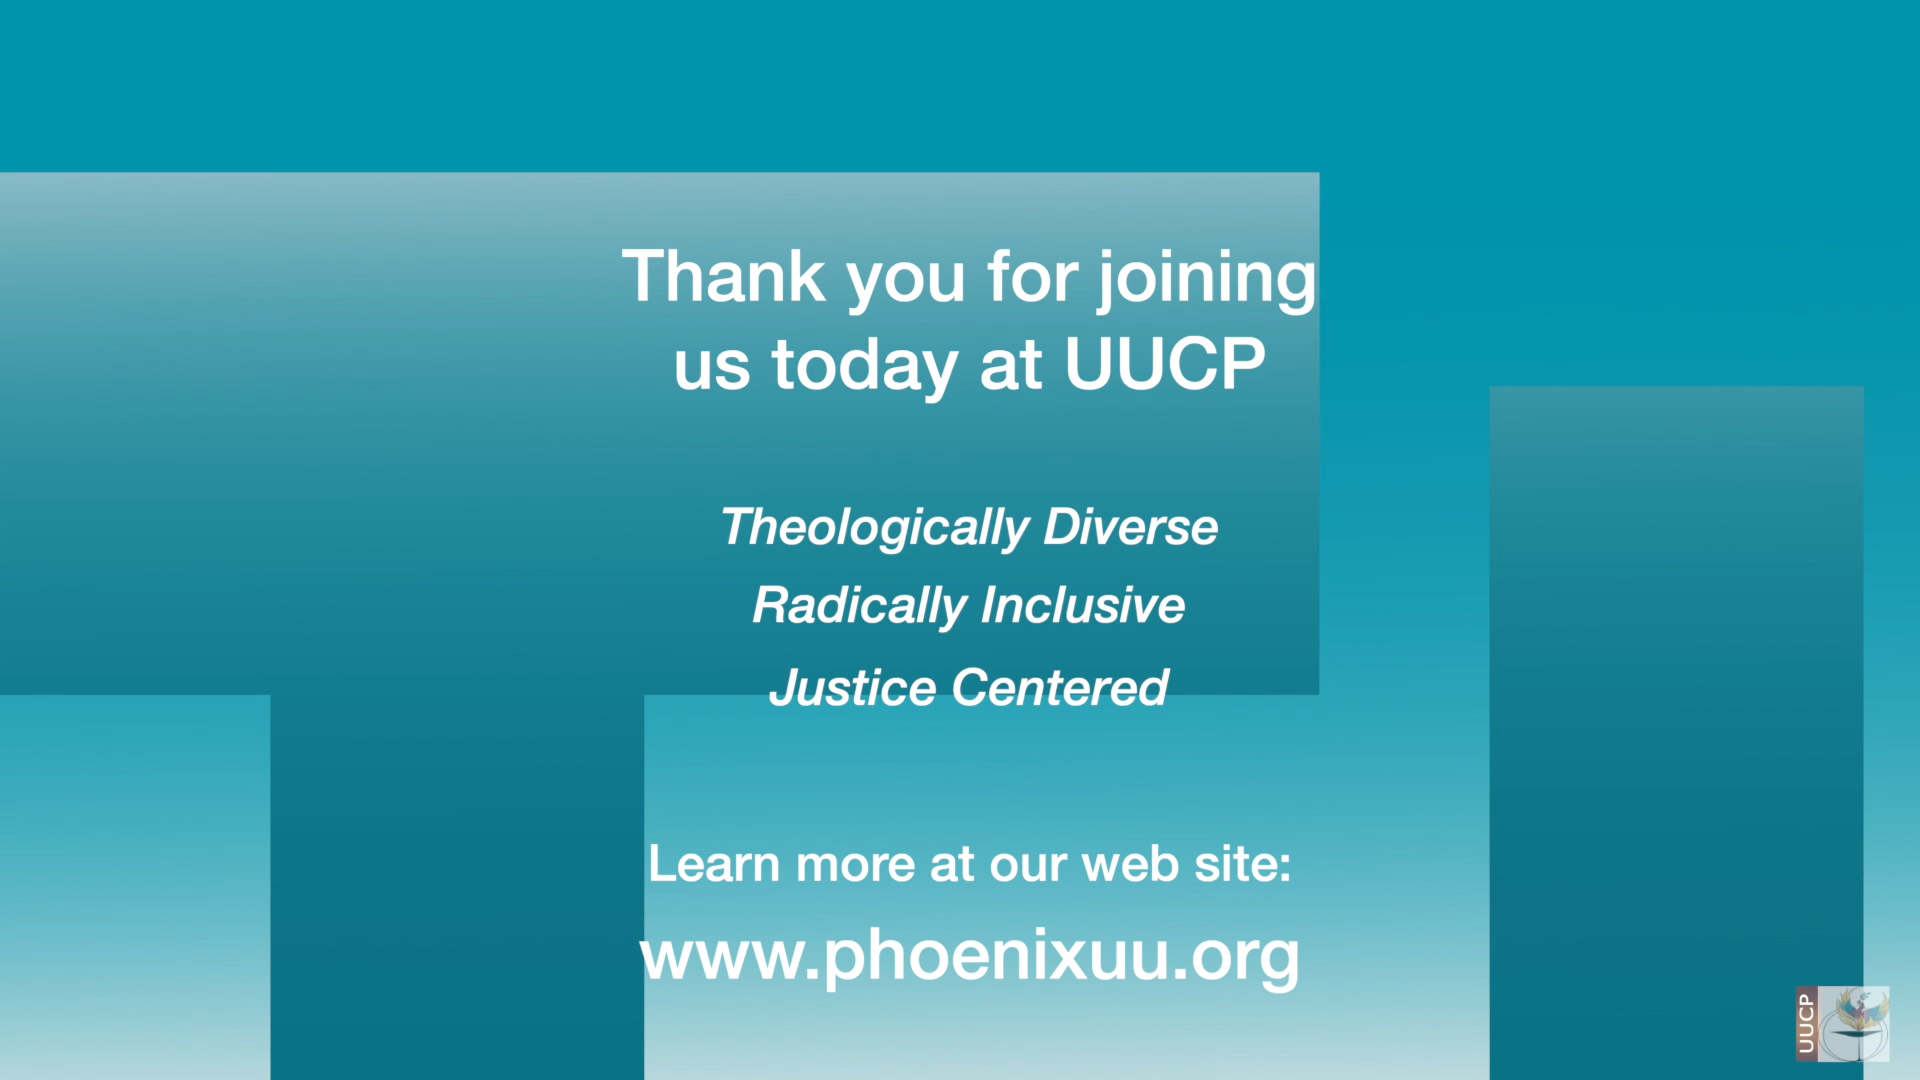 Thank you for joining
us today at UUCP
Theologically Diverse
Radically Inclusive
Justice Centered
Learn more at our web site:
www.phoenixuu.org
UUCP